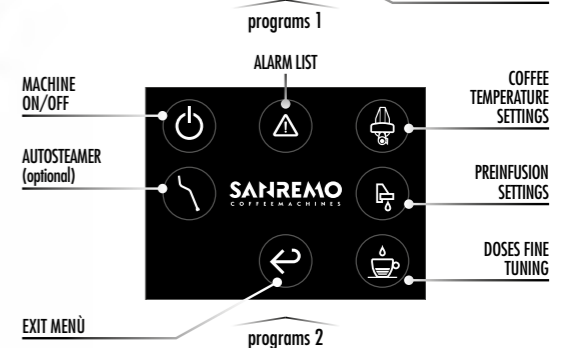 programs 1
ALARM LIST
MACHINE
ON/OFF
COFFEE
TEMPERATURE
SETTINGS
AUTOSTEAMER
(optional)
SANREMO
COFFEEMACHINES
PREINFUSION
SETTINGS
DOSES FINE
TUNING
EXIT MENÙ
programs 2